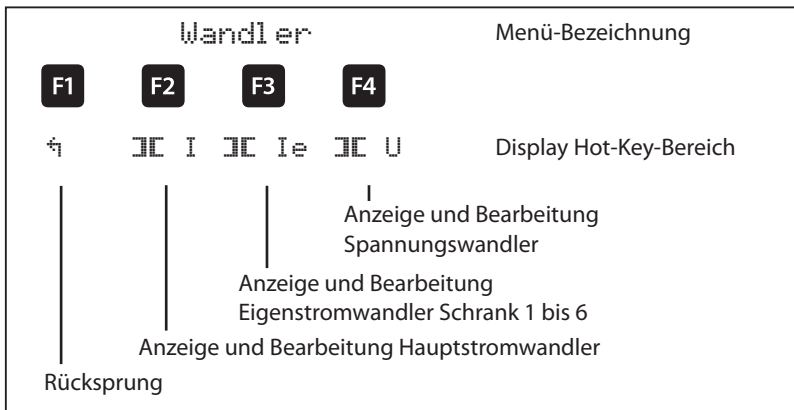 Wandler Menü-Bezeichnung
F1 F2 F3 F4
↰ ][ I ][ Ie ][ U Display Hot-Key-Bereich
Anzeige und Bearbeitung
Spannungswandler
Anzeige und Bearbeitung
Eigenstromwandler Schrank 1 bis 6
Anzeige und Bearbeitung Hauptstromwandler
Rücksprung